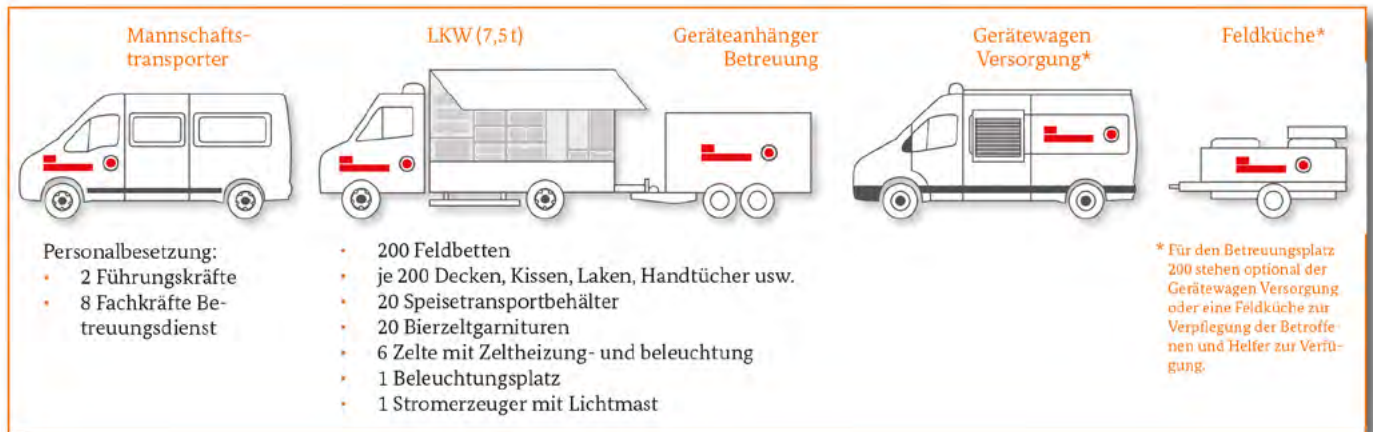 Mannschafts-
transporter
LKW (7,5 t)
Geräteanhänger
Betreuung
Gerätewagen
Versorgung*
Feldküche*
Personalbesetzung:
• 2 Führungskräfte
• 8 Fachkräfte Be-
treuungsdienst
• 200 Feldbetten
• je 200 Decken, Kissen, Laken, Handtücher usw.
• 20 Speisetransportbehälter
• 20 Bierzeltgarnituren
• 6 Zelte mit Zeltheizung- und beleuchtung
• 1 Beleuchtungsplatz
• 1 Stromerzeuger mit Lichtmast
* Für den Betreuungsplatz
200 stehen optional der
Gerätewagen Versorgung
oder eine Feldküche zur
Verpflegung der Betroffe-
nen und Helfer zur Verfü-
gung.